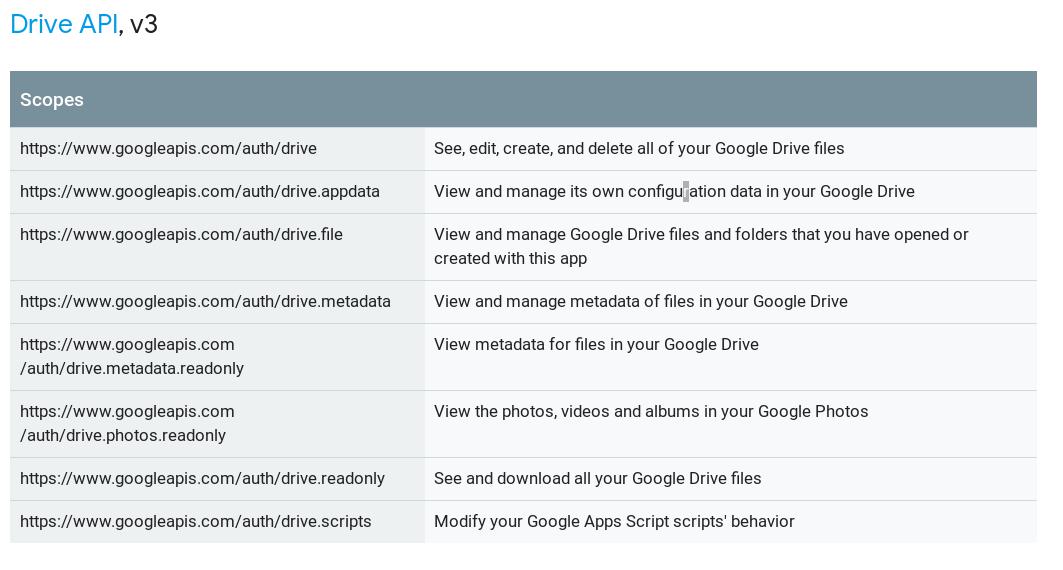 Drive API, v3
Scopes
https://www.googleapis.com/auth/drive See, edit, create, and delete all of your Google Drive files
https://www.googleapis.com/auth/drive.appdata View and manage its own configuration data in your Google Drive
https://www.googleapis.com/auth/drive.file View and manage Google Drive files and folders that you have opened or
created with this app
https://www.googleapis.com/auth/drive.metadata View and manage metadata of files in your Google Drive
https://www.googleapis.com View metadata for files in your Google Drive
/auth/drive.metadata.readonly
https://www.googleapis.com View the photos, videos and albums in your Google Photos
/auth/drive.photos.readonly
https://www.googleapis.com/auth/drive.readonly See and download all your Google Drive files
https://www.googleapis.com/auth/drive.scripts Modify your Google Apps Script scripts' behavior